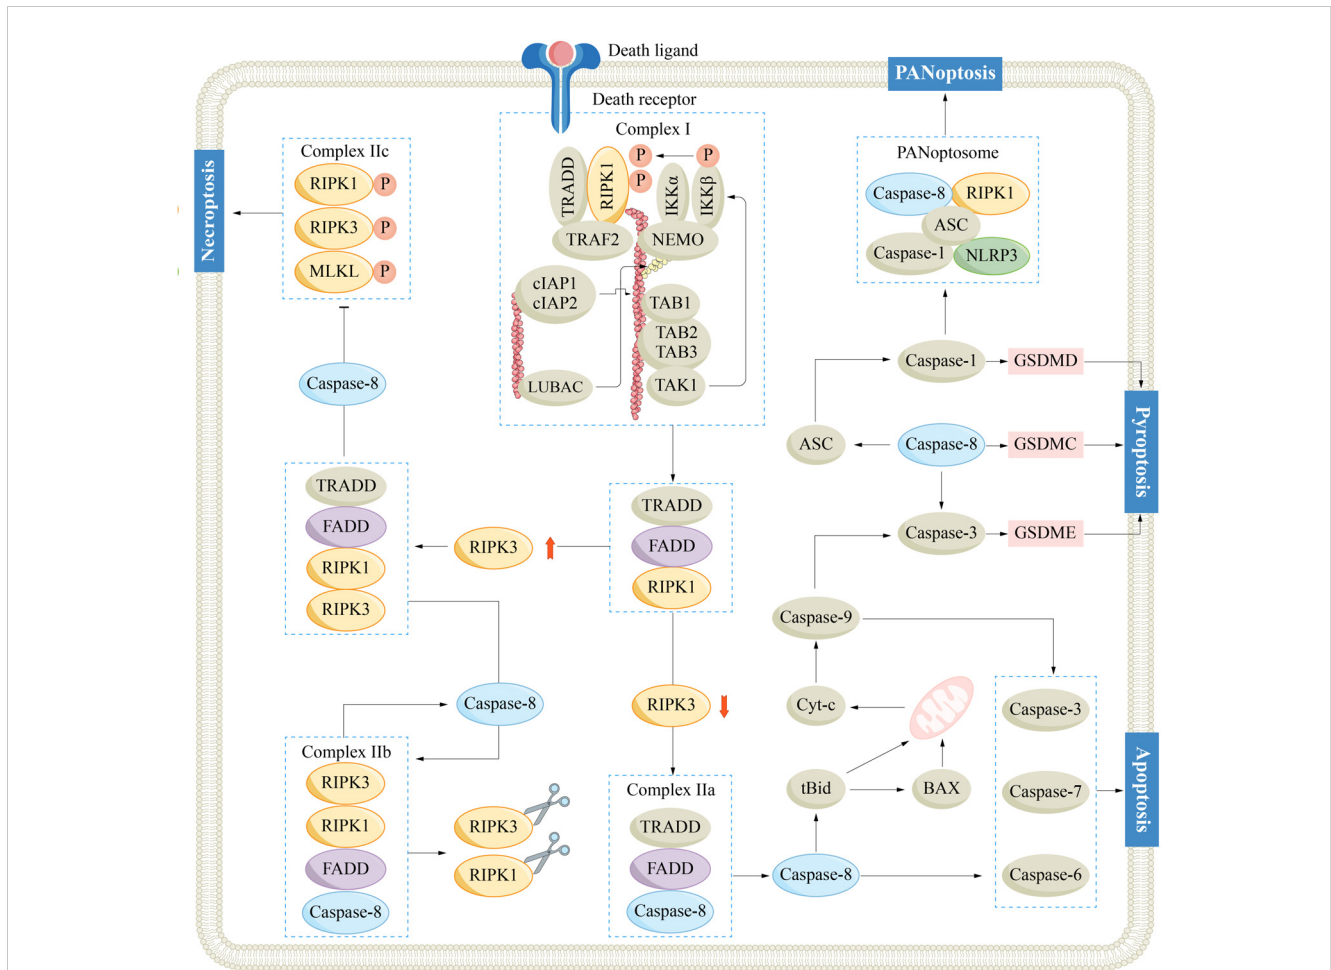 Death ligand
PANoptosis
Death receptor
Complex I
Complex IIc
PANoptosome
Necroptosis
RIPK1
P
RIPK3
P
MLKL
P
TRADD
RIPK1
P
P
P
IKKα
IKKβ
TRAF2
NEMO
cIAP1
cIAP2
TAB1
TAB2
TAB3
LUBAC
TAK1
Caspase-8
RIPK1
ASC
Caspase-1
NLRP3
Caspase-8
Caspase-1
GSDMD
ASC
Caspase-8
GSDMC
Pyroptosis
Caspase-3
GSDME
TRADD
FADD
RIPK1
RIPK3
RIPK3
TRADD
FADD
RIPK1
Caspase-9
Caspase-8
RIPK3
Cyt-c
Caspase-3
Complex IIb
RIPK3
RIPK1
FADD
Caspase-8
RIPK3
RIPK1
Complex IIa
TRADD
FADD
Caspase-8
tBid
BAX
Caspase-7
Apoptosis
Caspase-8
Caspase-6